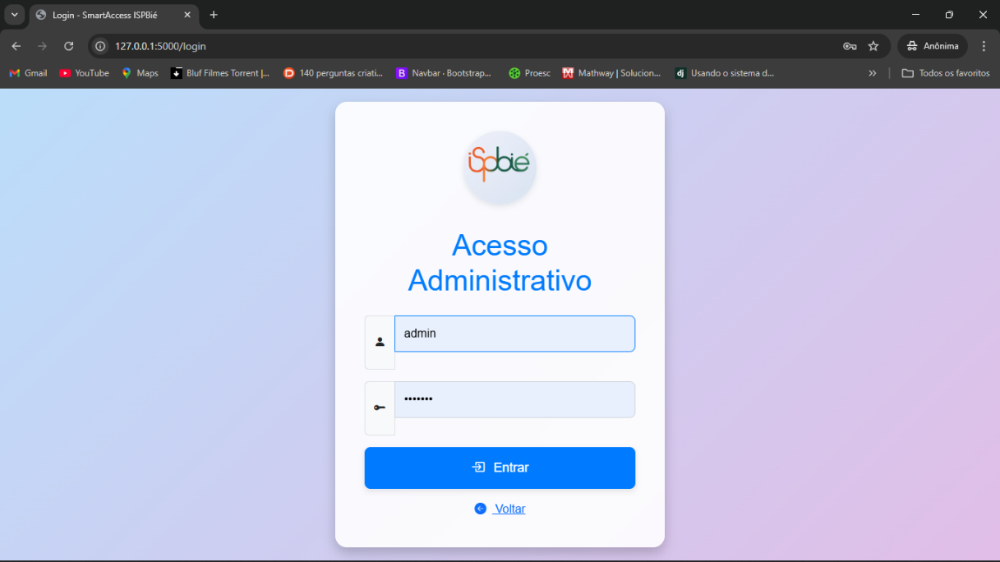 Login - SmartAccess ISPBié
127.0.0.1:5000/login
Anônima
Gmail
YouTube
Maps
Bluf Filmes Torrent |...
140 perguntas criati...
B
Navbar · Bootstrap...
Proesc
Mathway | Solucion...
dj
Usando o sistema d...
Todos os favoritos
iSpbié
Acesso
Administrativo
admin
•••••••
Entrar
Voltar